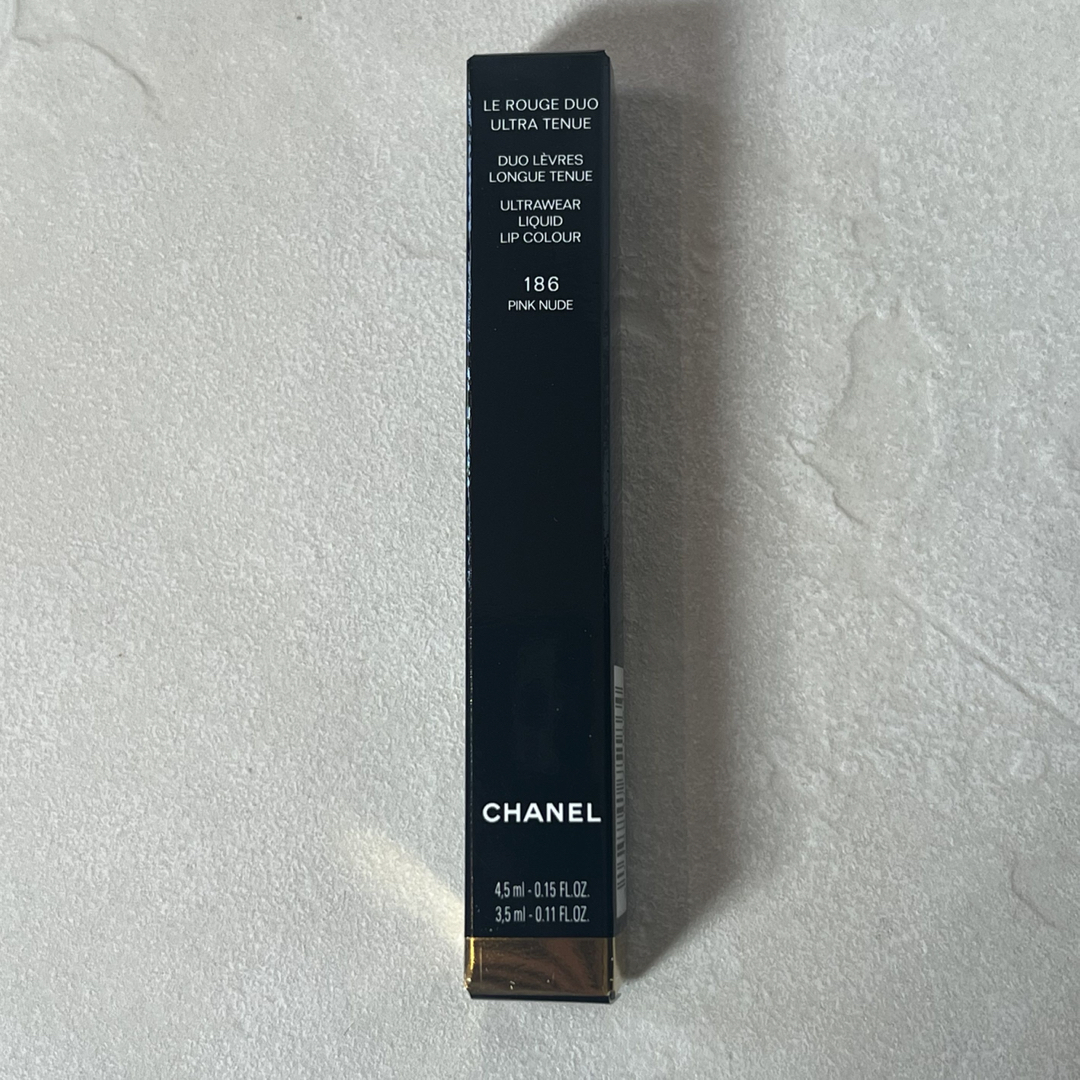 LE ROUGE DUO
ULTRA TENUE
DUO LÈVRES
LONGUE TENUE
ULTRAWEAR
LIQUID
LIP COLOUR
186
PINK NUDE
CHANEL
4,5 ml - 0.15 FL.OZ.
3,5 ml - 0.11 FL.OZ.